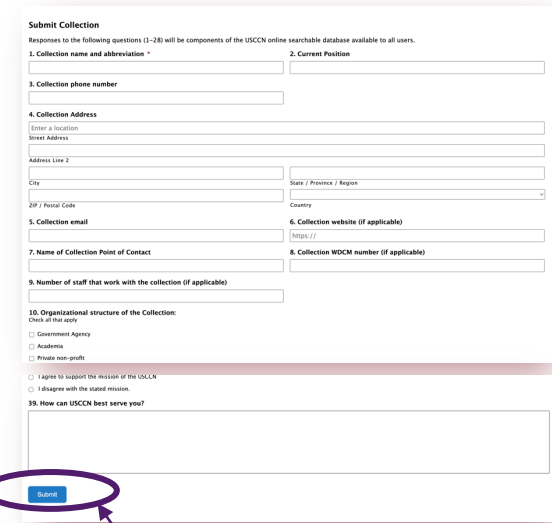 Submit Collection
Responses to the following questions (1-28) will be components of the USCCN online searchable database available to all users.
1. Collection name and abbreviation *
2. Current Position
3. Collection phone number
4. Collection Address
Enter a location
Street Address
Address Line 2
City
State / Province / Region
ZIP / Postal Code
Country
5. Collection email
6. Collection website (if applicable)
https://
7. Name of Collection Point of Contact
8. Collection WDCM number (if applicable)
9. Number of staff that work with the collection (if applicable)
10. Organizational structure of the Collection:
Check all that apply
Government Agency
Academia
Private non-profit
I agree to support the mission of the USCCN
I disagree with the stated mission.
39. How can USCCN best serve you?
Submit